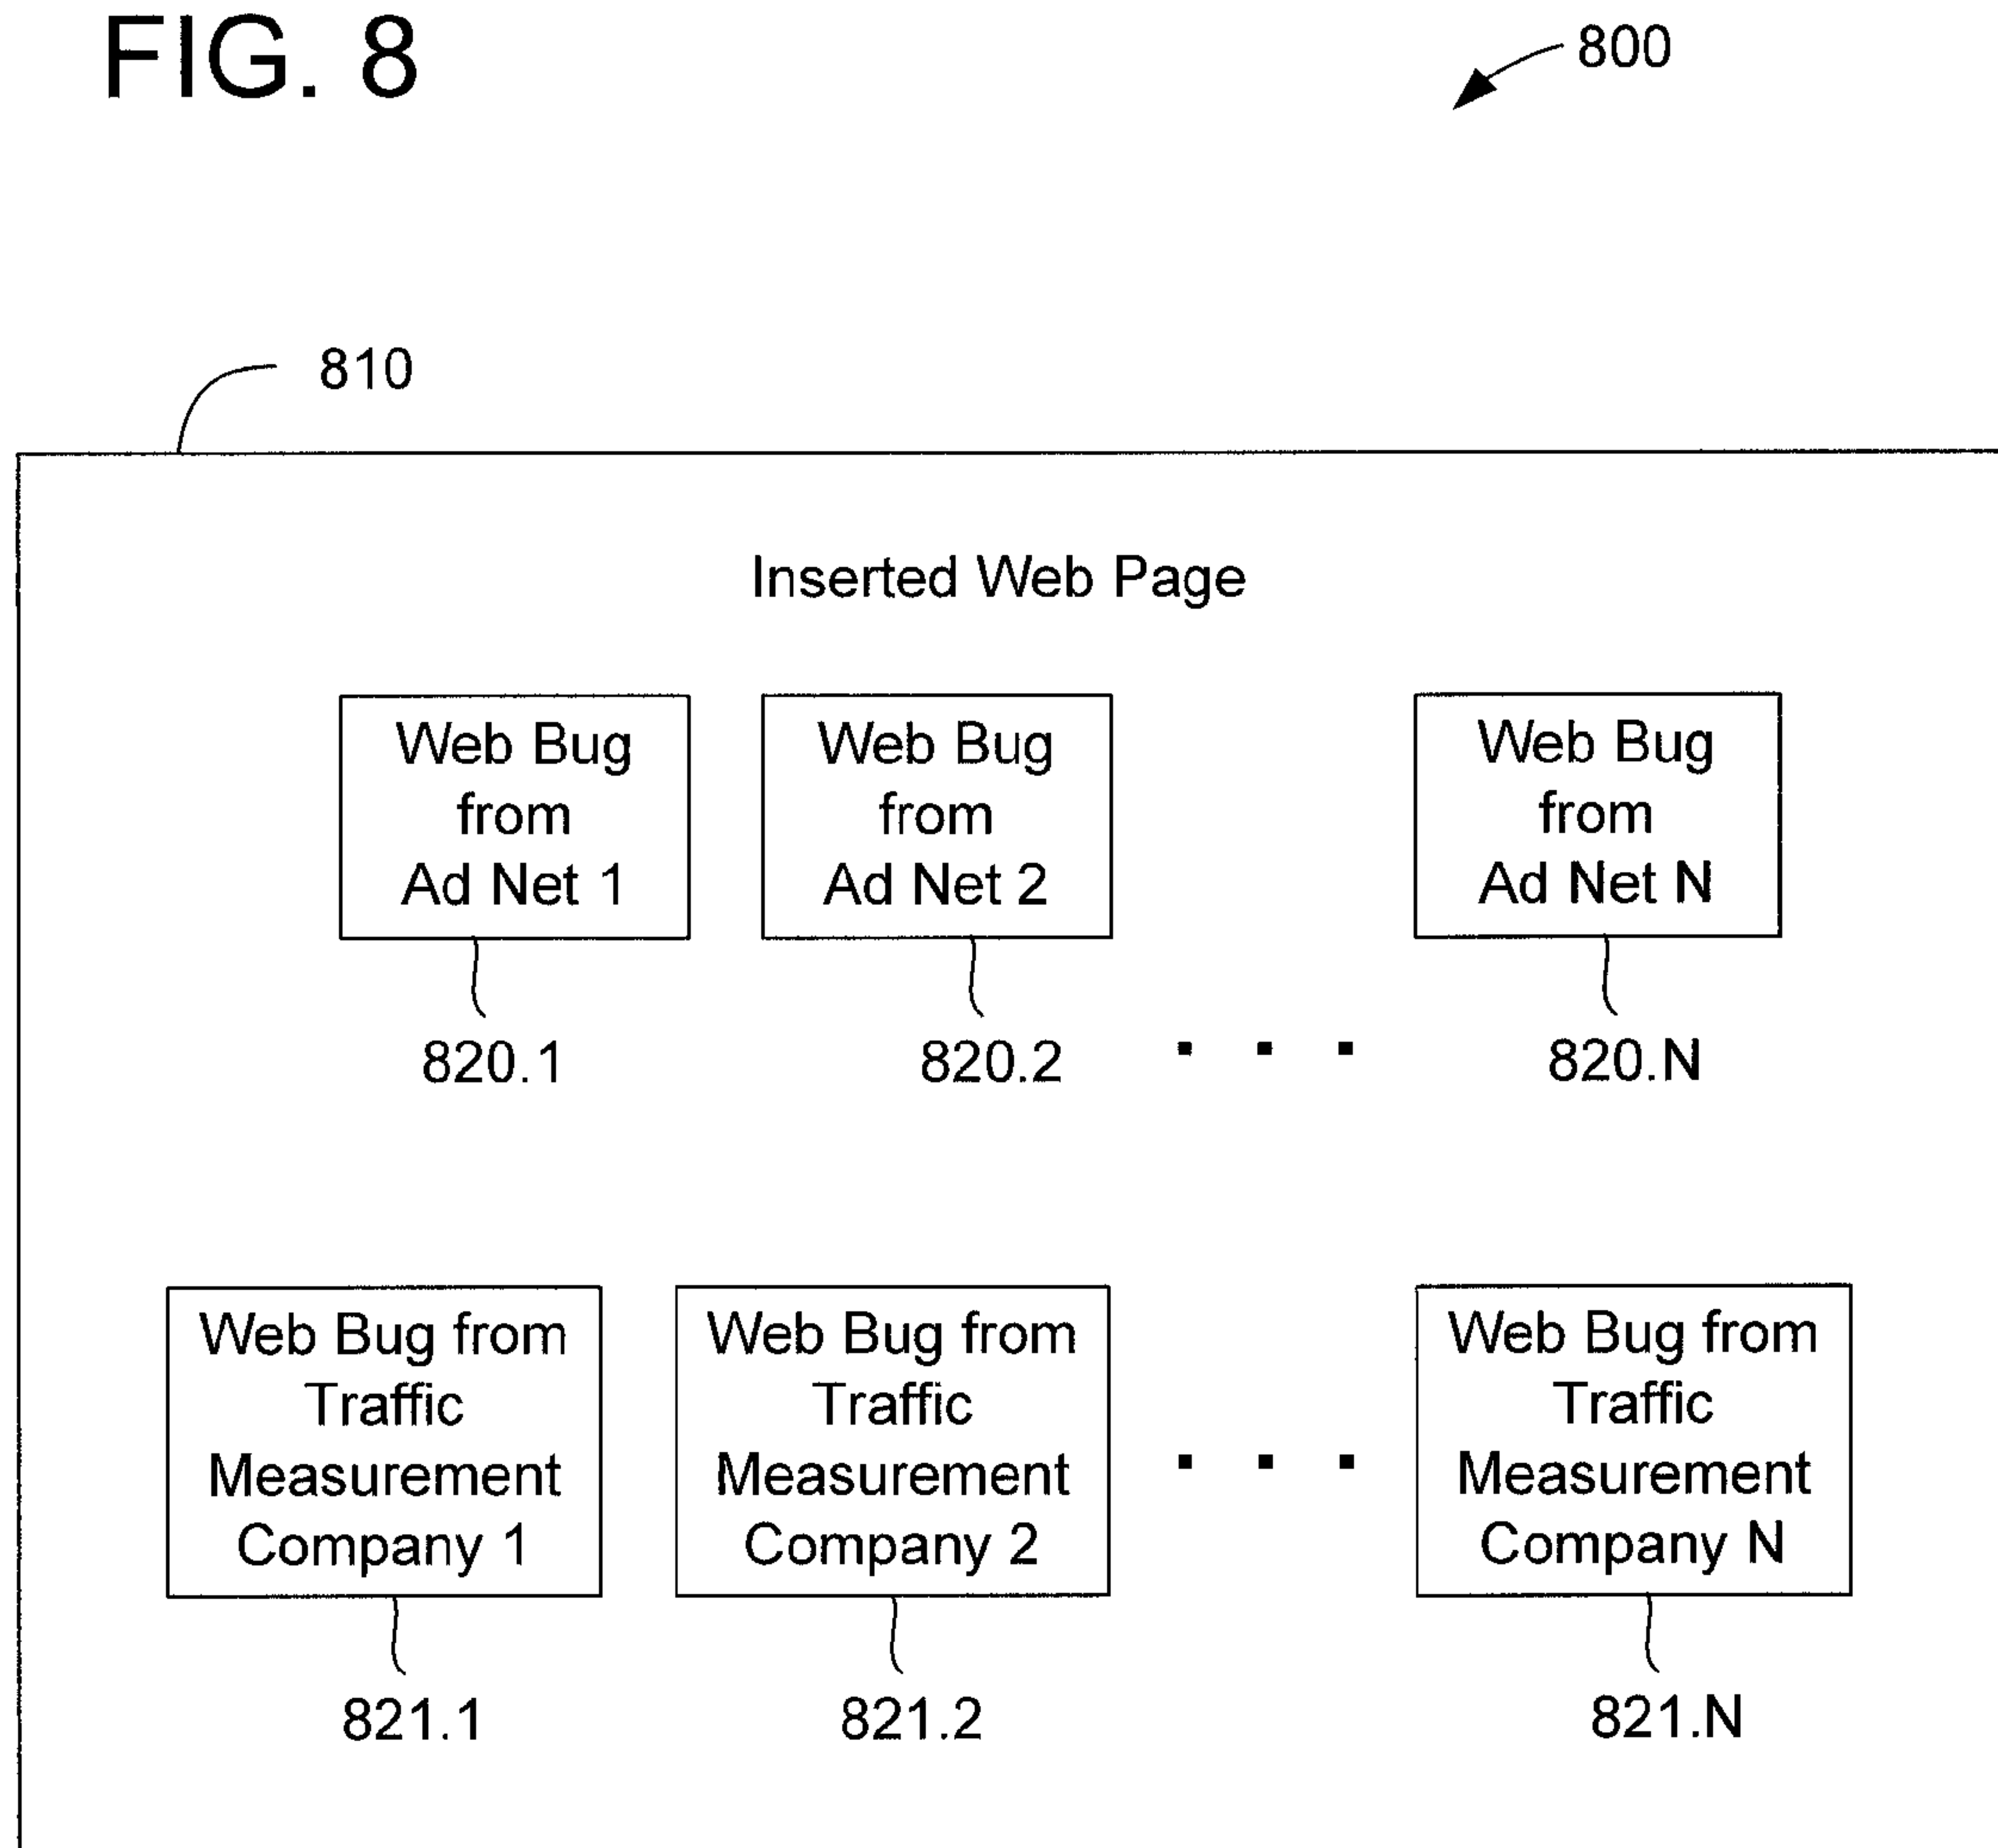 FIG. 8
800
810
Inserted Web Page
Web Bug
from
Ad Net 1
Web Bug
from
Ad Net 2
Web Bug
from
Ad Net N
820.1
820.2
. . .
820.N
Web Bug from
Traffic
Measurement
Company 1
Web Bug from
Traffic
Measurement
Company 2
. . .
Web Bug from
Traffic
Measurement
Company N
821.1
821.2
821.N